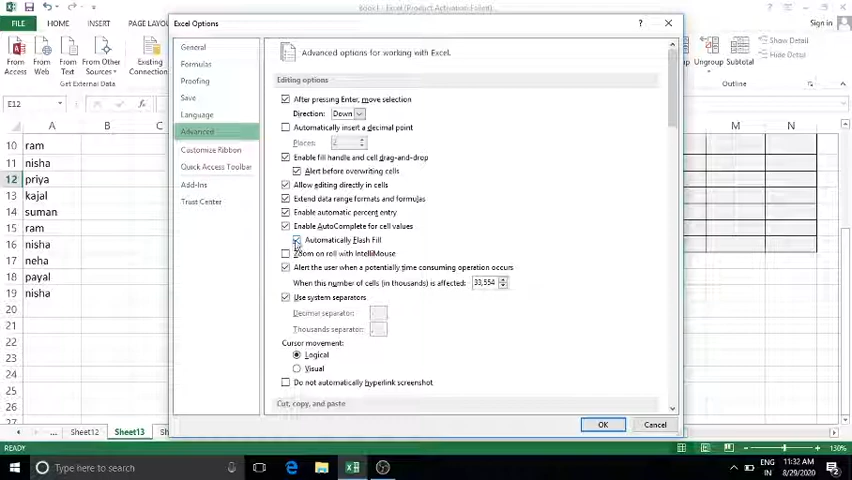 Book1 - Excel (Product Activation Failed)
Excel Options
FILE
HOME
INSERT
PAGE LAYOU
Sign in
From Access
From Web
From Text
From Other Sources
Existing Connections
Get External Data
Ungroup
Subtotal
Show Detail
Hide Detail
Outline
E12
A
B
C
M
N
10 ram
11 nisha
12 priya
13 kajal
14 suman
15 ram
16 nisha
17 neha
18 payal
19 nisha
20
21
22
23
24
25
26
27
General
Formulas
Proofing
Save
Language
Advanced
Customize Ribbon
Quick Access Toolbar
Add-Ins
Trust Center
Advanced options for working with Excel.
Editing options
After pressing Enter, move selection
Direction: Down
Automatically insert a decimal point
Places: 2
Enable fill handle and cell drag-and-drop
Alert before overwriting cells
Allow editing directly in cells
Extend data range formats and formulas
Enable automatic percent entry
Enable AutoComplete for cell values
Automatically Flash Fill
Zoom on roll with IntelliMouse
Alert the user when a potentially time consuming operation occurs
When this number of cells (in thousands) is affected: 33,554
Use system separators
Decimal separator: .
Thousands separator: ,
Cursor movement:
Logical
Visual
Do not automatically hyperlink screenshot
Cut, copy, and paste
OK
Cancel
... Sheet12 Sheet13 Sh
READY
130%
Type here to search
ENG
IN
11:32 AM
8/29/2020
2